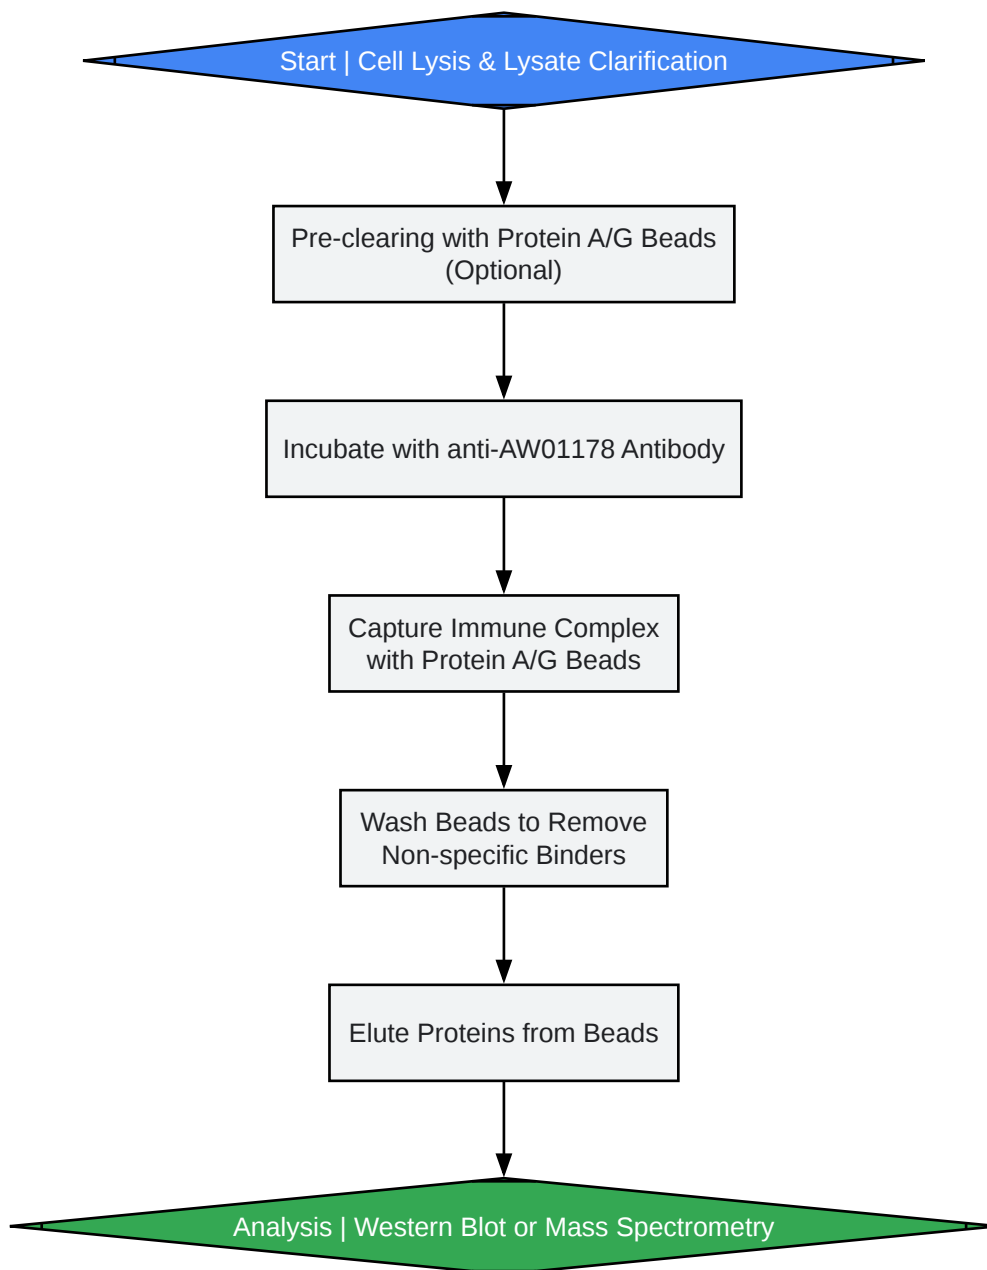 Start | Cell Lysis & Lysate Clarification
Pre-clearing with Protein A/G Beads
(Optional)
Incubate with anti-AW01178 Antibody
Capture Immune Complex
with Protein A/G Beads
Wash Beads to Remove
Non-specific Binders
Elute Proteins from Beads
Analysis | Western Blot or Mass Spectrometry